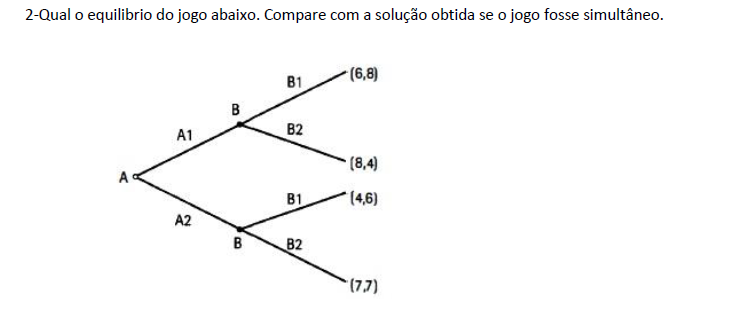 2-Qual o equilibrio do jogo abaixo. Compare com a solução obtida se o jogo fosse simultâneo.
(6,8)
B1
B
B2
A1
(8,4)
A
B1
(4,6)
A2
B
B2
(7,7)